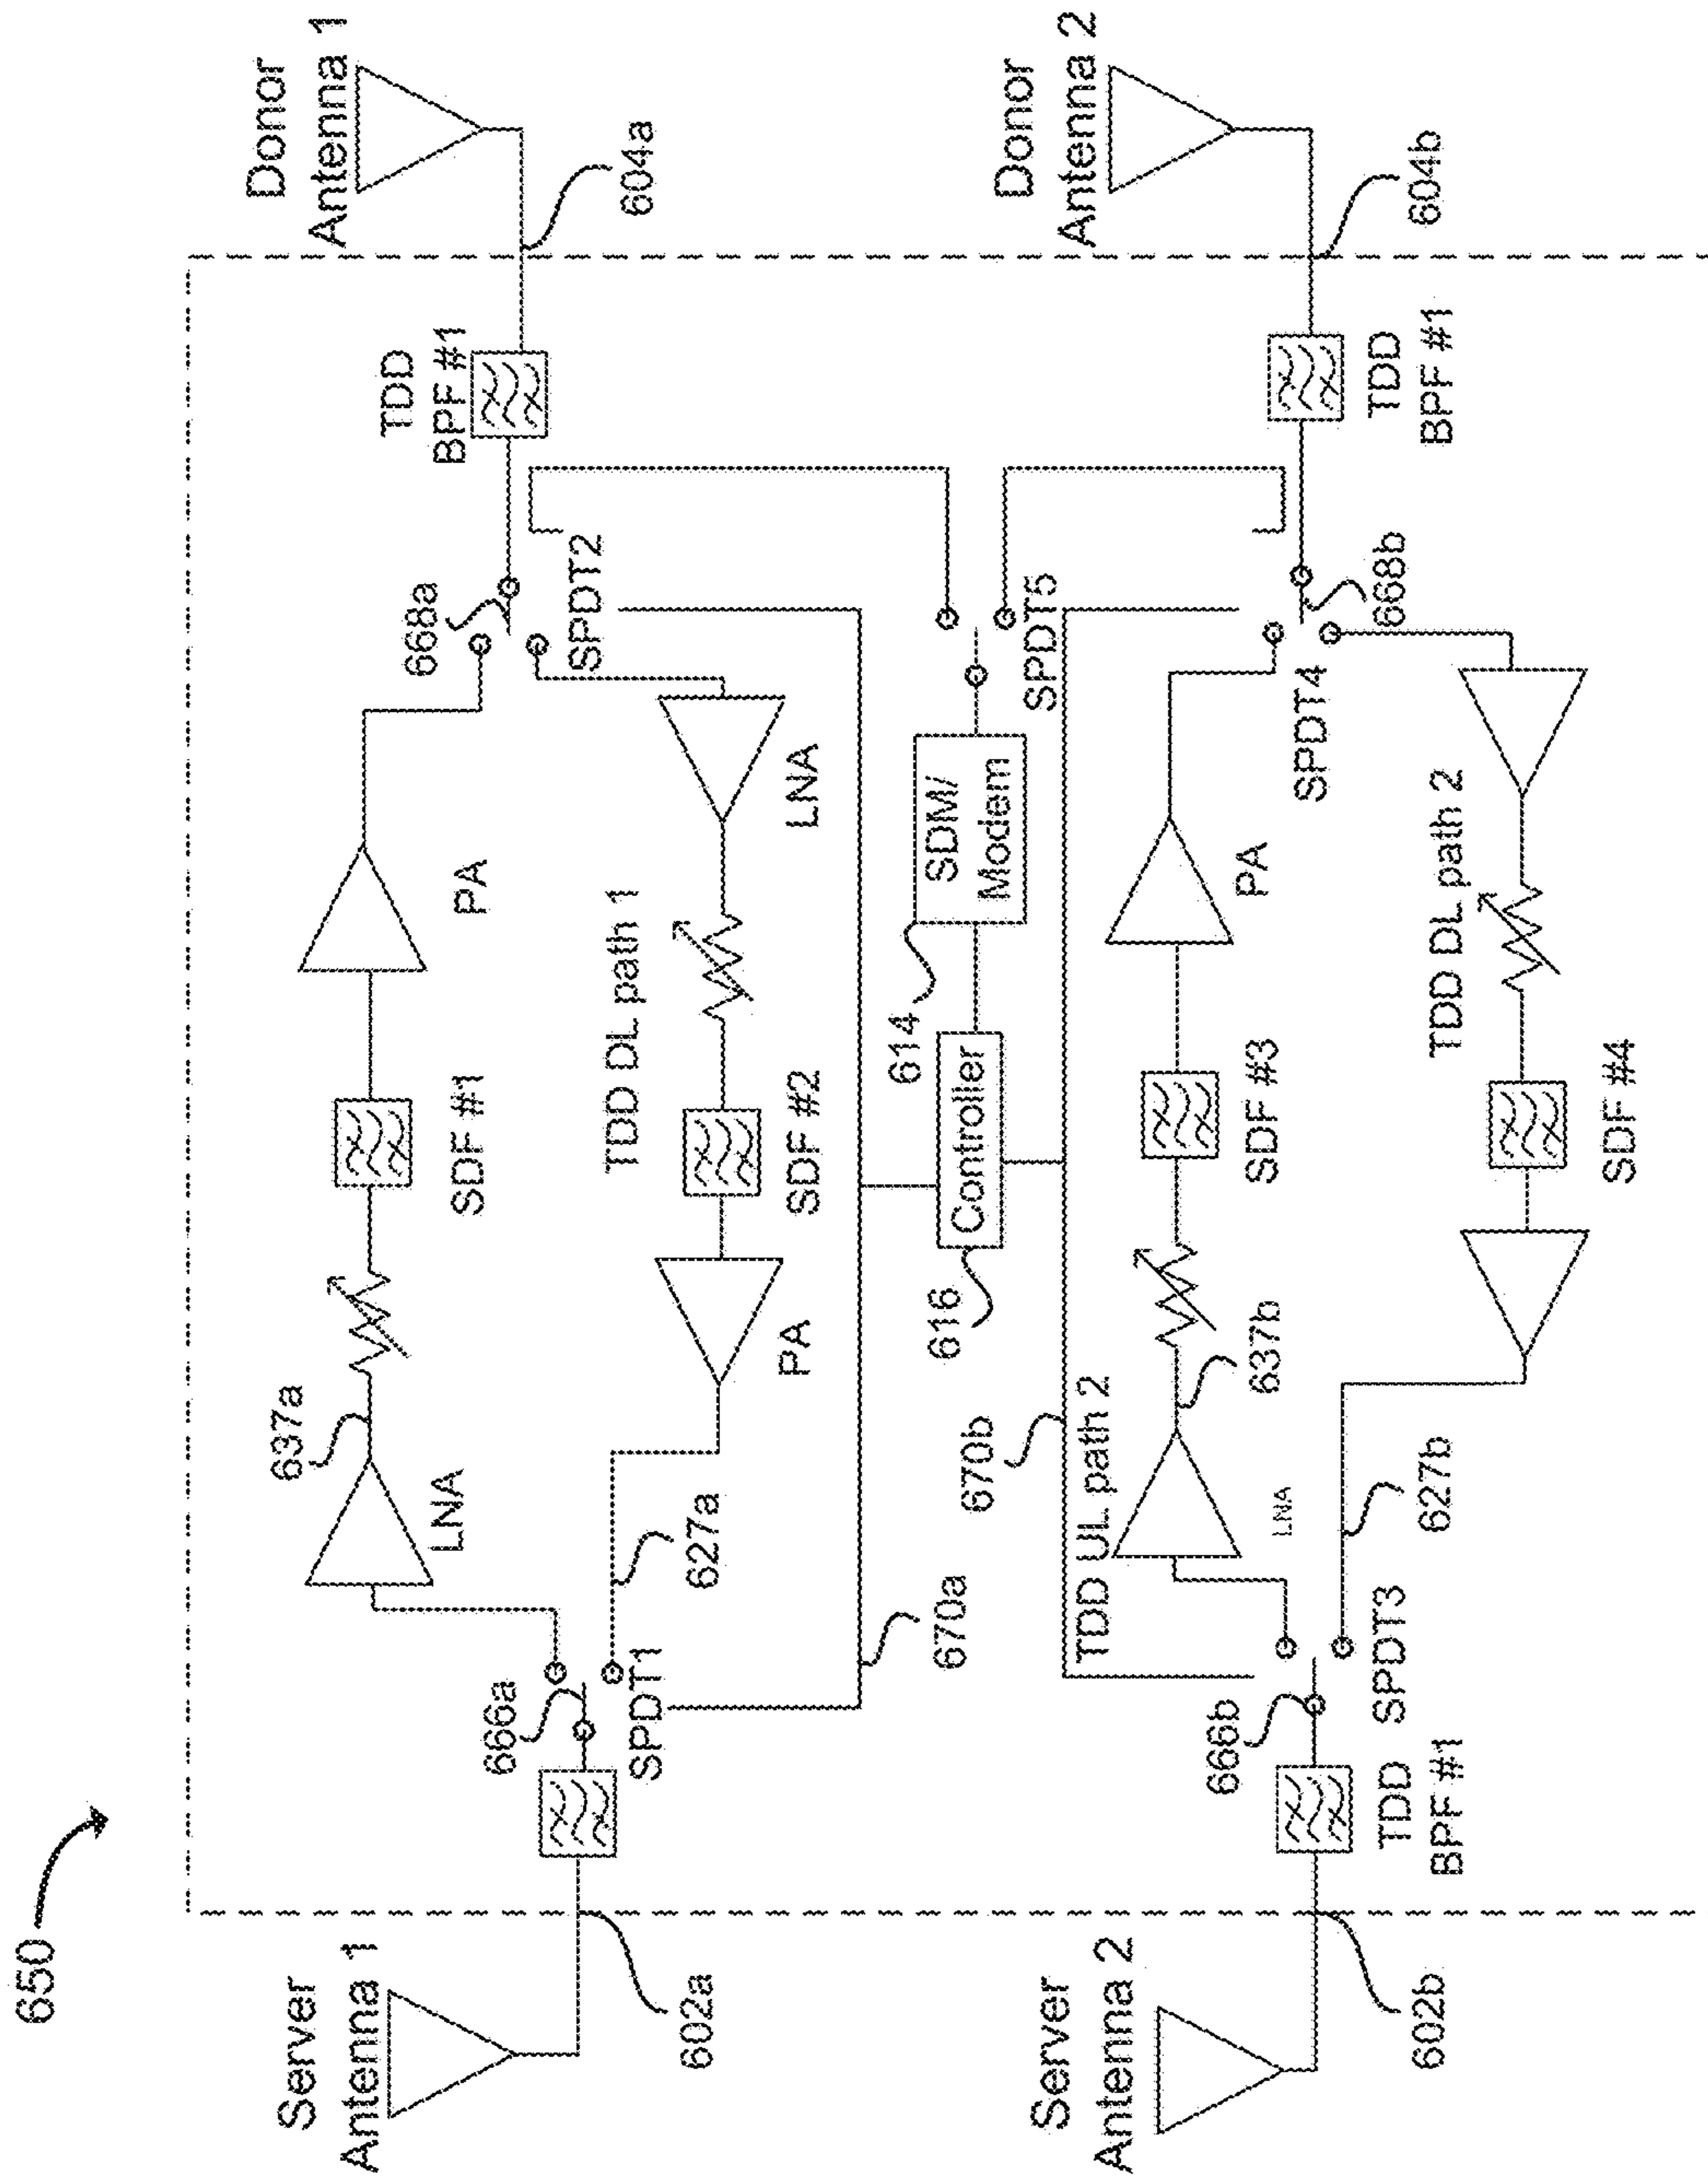 650
Server
Antenna 1
602a
Donor
Antenna 1
604a
TDD
BPF #1
666a
SPDT1
LNA
637a
SDF #1
PA
668a
SPDT2
627a
PA
SDF #2
TDD DL path 1
LNA
670a
616
Controller
614
SDM/
Modem
SPDT5
670b
Server
Antenna 2
602b
Donor
Antenna 2
604b
TDD
BPF #1
666b
TDD
BPF #1
SPDT3
TDD UL path 2
LNA
637b
SDF #3
PA
SPDT4
668b
627b
SDF #4
TDD DL path 2